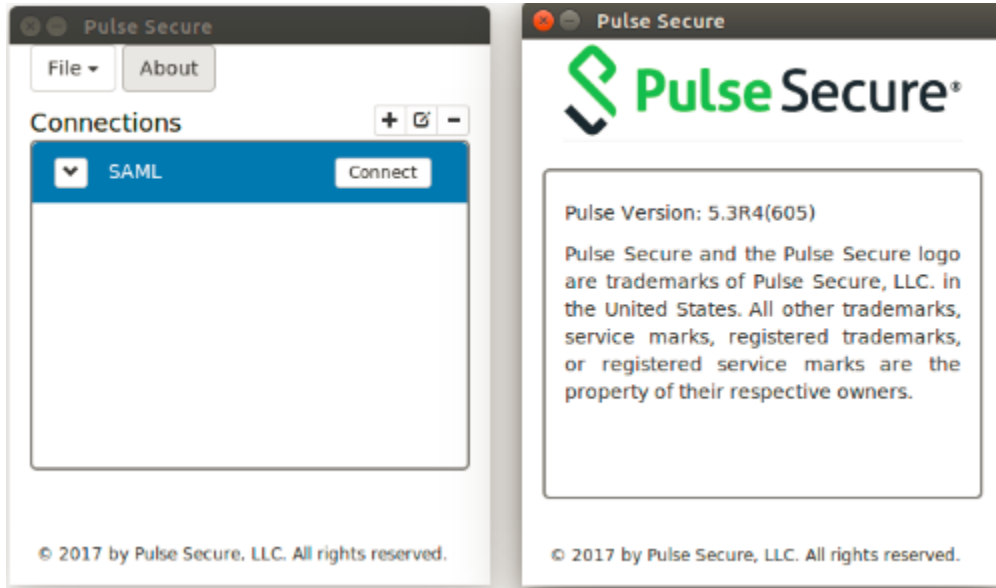 Pulse Secure
File
About
Connections
SAML
Connect
© 2017 by Pulse Secure, LLC. All rights reserved.
Pulse Secure
Pulse Secure®
Pulse Version: 5.3R4(605)
Pulse Secure and the Pulse Secure logo
are trademarks of Pulse Secure, LLC. in
the United States. All other trademarks,
service marks, registered trademarks,
or registered service marks are the
property of their respective owners.
© 2017 by Pulse Secure, LLC. All rights reserved.